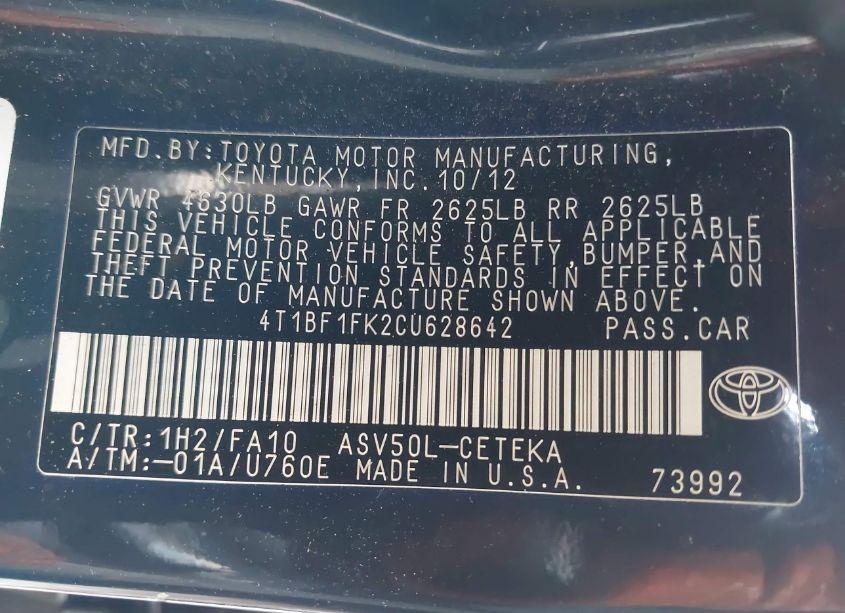 MFD.BY:TOYOTA MOTOR MANUFACTURING,
KENTUCKY,INC.10/12
GVWR 4630LB GAWR FR 2625LB RR 2625LB
THIS VEHICLE CONFORMS TO ALL APPLICABLE
FEDERAL MOTOR VEHICLE SAFETY,BUMPER,AND
THEFT PREVENTION STANDARDS IN EFFECT ON
THE DATE OF MANUFACTURE SHOWN ABOVE.
4T1BF1FK2CU628642 PASS.CAR
C/TR:1H2/FA10 ASV50L-CETEKA
A/TM:-01A/U760E MADE IN U.S.A. 73992